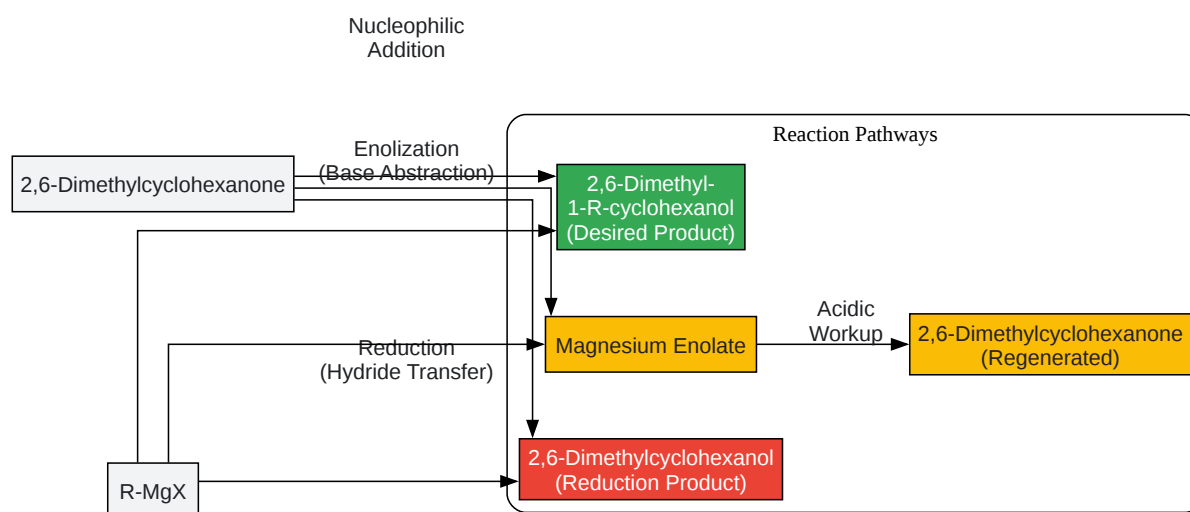 Nucleophilic
Addition
Reaction Pathways
Enolization
(Base Abstraction)
2,6-Dimethylcyclohexanone
2,6-Dimethyl-
1-R-cyclohexanol
(Desired Product)
Reduction
(Hydride Transfer)
Magnesium Enolate
Acidic
Workup
2,6-Dimethylcyclohexanone
(Regenerated)
2,6-Dimethylcyclohexanol
(Reduction Product)
R-MgX